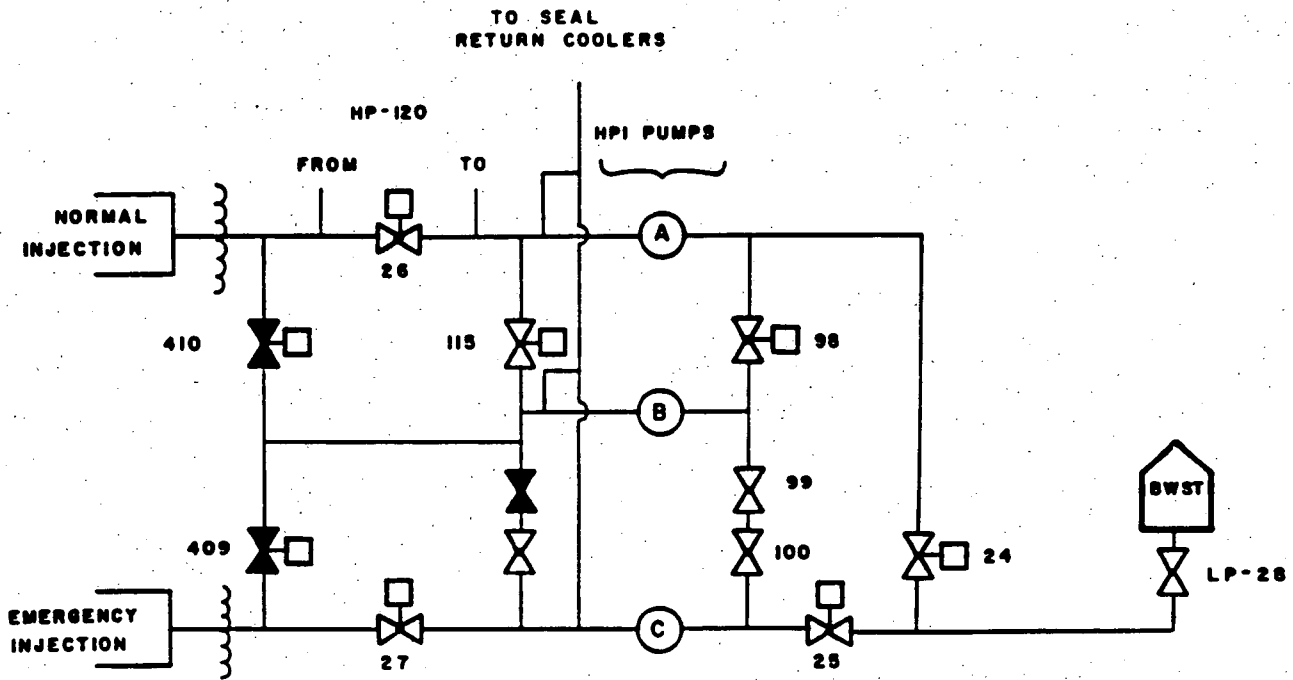 TO SEAL
RETURN COOLERS
HP-120
HPI PUMPS
FROM
TO
NORMAL
INJECTION
A
26
410
115
98
B
99
BWST
409
100
24
LP-28
EMERGENCY
INJECTION
C
27
25